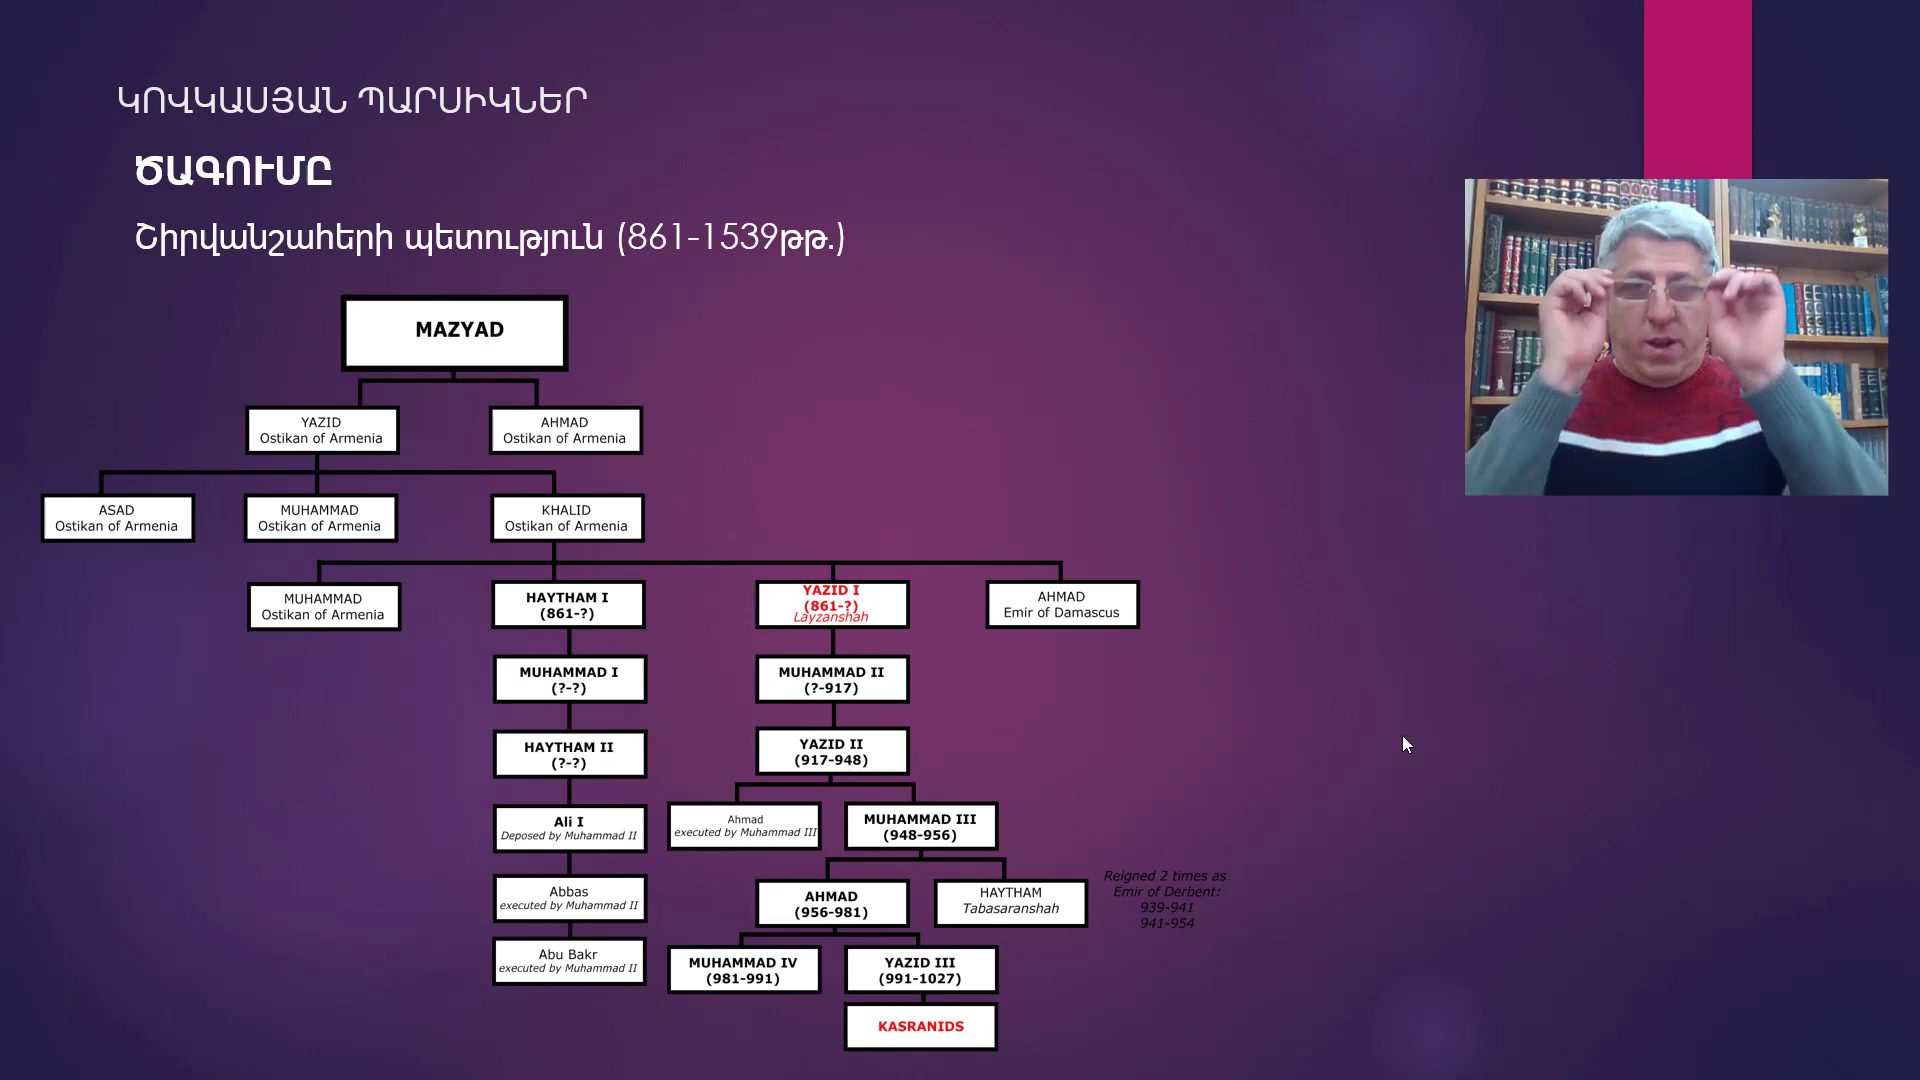 ԿՈՎԿԱՍՅԱՆ ՊԱՐՍԻԿՆԵՐ
ԾԱԳՈՒՄԸ
Շիրվանշահերի պետություն (861-1539թթ.)
MAZYAD
YAZID
Ostikan of Armenia
AHMAD
Ostikan of Armenia
ASAD
Ostikan of Armenia
MUHAMMAD
Ostikan of Armenia
KHALID
Ostikan of Armenia
MUHAMMAD
Ostikan of Armenia
HAYTHAM I
(861-?)
YAZID I
(861-?)
Layzanshah
AHMAD
Emir of Damascus
MUHAMMAD I
(?-?)
MUHAMMAD II
(?-917)
HAYTHAM II
(?-?)
YAZID II
(917-948)
Ali I
Deposed by Muhammad II
Ahmad
executed by Muhammad III
MUHAMMAD III
(948-956)
Abbas
executed by Muhammad II
AHMAD
(956-981)
HAYTHAM
Tabasaranshah
Reigned 2 times as
Emir of Derbent:
939-941
941-954
Abu Bakr
executed by Muhammad II
MUHAMMAD IV
(981-991)
YAZID III
(991-1027)
KASRANIDS